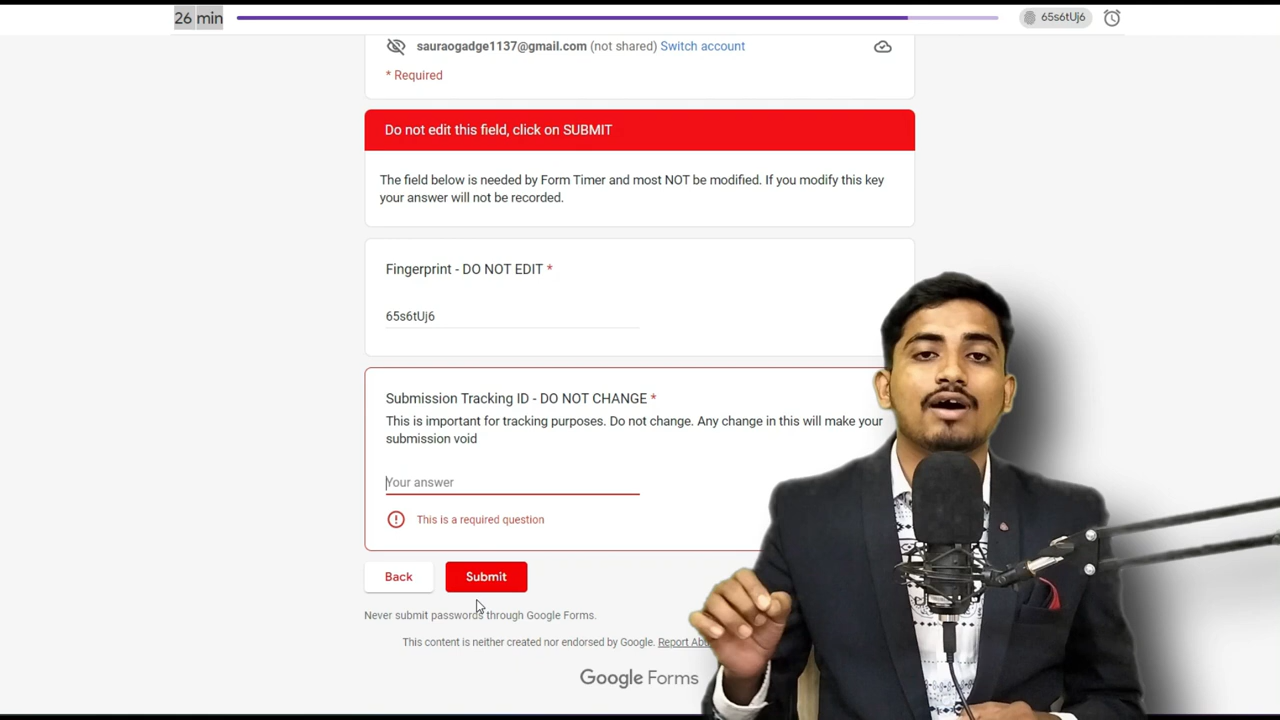 26 min
65s6tUj6
sauraogadge1137@gmail.com (not shared) Switch account
* Required
Do not edit this field, click on SUBMIT
The field below is needed by Form Timer and most NOT be modified. If you modify this key
your answer will not be recorded.
Fingerprint - DO NOT EDIT *
65s6tUj6
Submission Tracking ID - DO NOT CHANGE *
This is important for tracking purposes. Do not change. Any change in this will make your
submission void
Your answer
This is a required question
Back
Submit
Never submit passwords through Google Forms.
This content is neither created nor endorsed by Google. Report
Google Forms